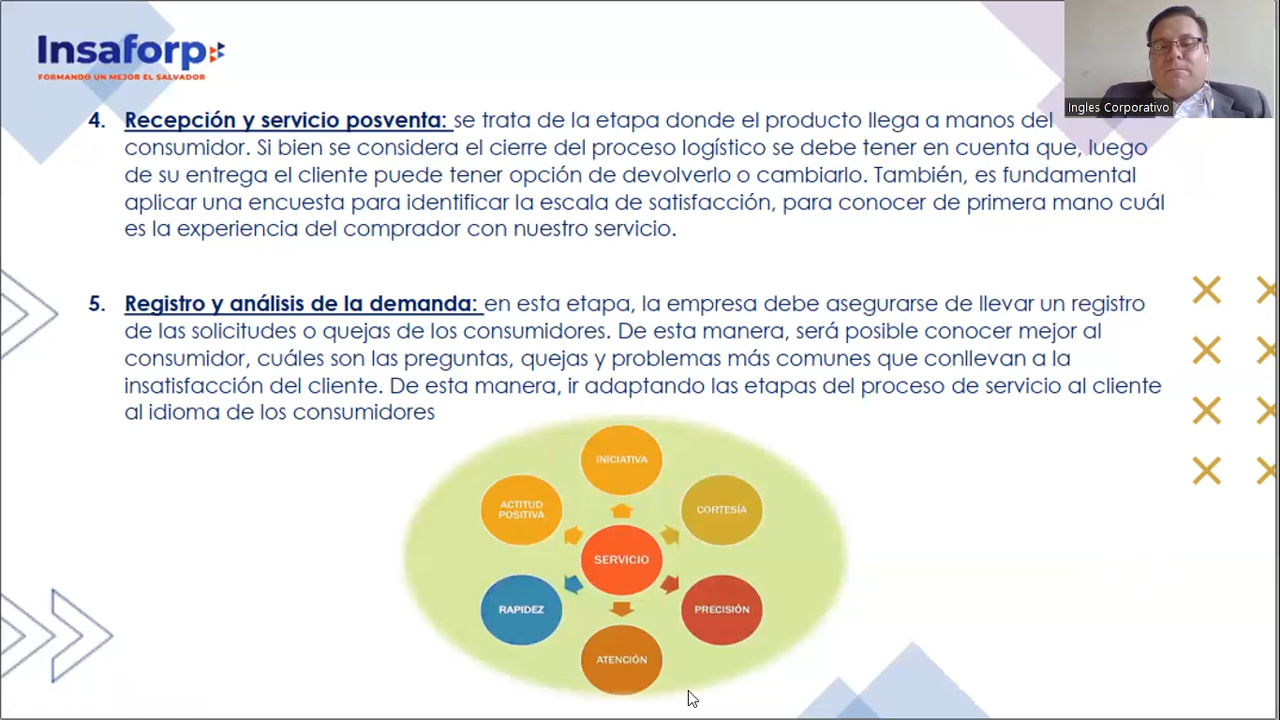 Insaforp
FORMANDO UN MEJOR EL SALVADOR
Ingles Corporativo
4. Recepción y servicio posventa: se trata de la etapa donde el producto llega a manos del
consumidor. Si bien se considera el cierre del proceso logístico se debe tener en cuenta que, luego
de su entrega el cliente puede tener opción de devolverlo o cambiarlo. También, es fundamental
aplicar una encuesta para identificar la escala de satisfacción, para conocer de primera mano cuál
es la experiencia del comprador con nuestro servicio.
5. Registro y análisis de la demanda: en esta etapa, la empresa debe asegurarse de llevar un registro
de las solicitudes o quejas de los consumidores. De esta manera, será posible conocer mejor al
consumidor, cuáles son las preguntas, quejas y problemas más comunes que conllevan a la
insatisfacción del cliente. De esta manera, ir adaptando las etapas del proceso de servicio al cliente
al idioma de los consumidores
INICIATIVA
ACTITUD
POSITIVA
CORTESÍA
SERVICIO
RAPIDEZ
PRECISIÓN
ATENCIÓN